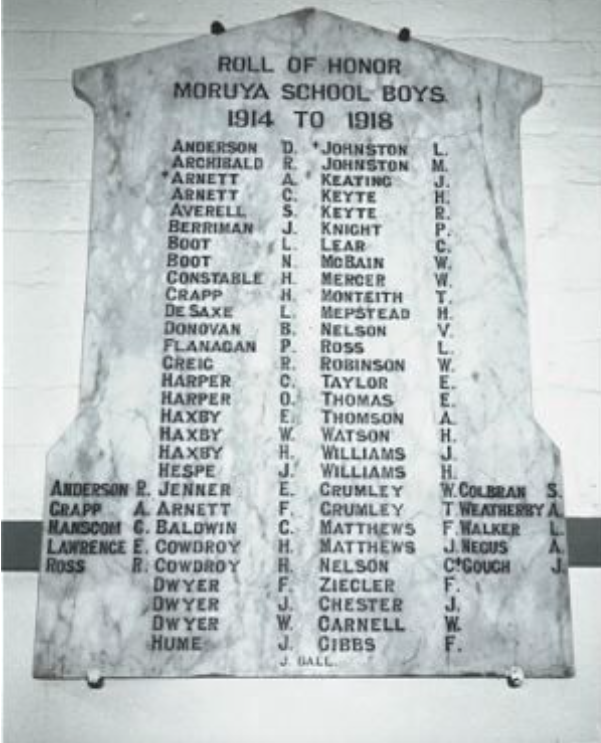 ROLL OF HONOR
MORUYA SCHOOL BOYS.
1914 TO 1918
ANDERSON D. *JOHNSTON L.
ARCHIBALD R. JOHNSTON M.
*ARNETT A. KEATING J.
ARNETT C. KEYTE H.
AVERELL S. KEYTE R.
BERRIMAN J. KNIGHT P.
BOOT L. LEAR C.
BOOT N. MCBAIN W.
CONSTABLE H. MERCER W.
CRAPP H. MONTEITH T.
DE SAXE L. MEPSTEAD H.
DONOVAN B. NELSON V.
FLANAGAN P. ROSS L.
GREIG R. ROBINSON W.
HARPER C. TAYLOR E.
HARPER O. THOMAS E.
HAXBY E. THOMSON A.
HAXBY W. WATSON H.
HAXBY H. WILLIAMS J.
HESPE J. WILLIAMS H.
ANDERSON R. JENNER E. CRUMLEY W. COLBRAN S.
CRAPP A. ARNETT F. CRUMLEY T. WEATHERBY A.
HANSCOM G. BALDWIN C. MATTHEWS F. WALKER L.
LAWRENCE E. COWDROY H. MATTHEWS J. NEGUS A.
ROSS R. COWDROY H. NELSON C. *GOUGH J.
DWYER F. ZIEGLER F.
DWYER J. CHESTER J.
DWYER W. CARNELL W.
HUME J. GIBBS F.
J. BALL.